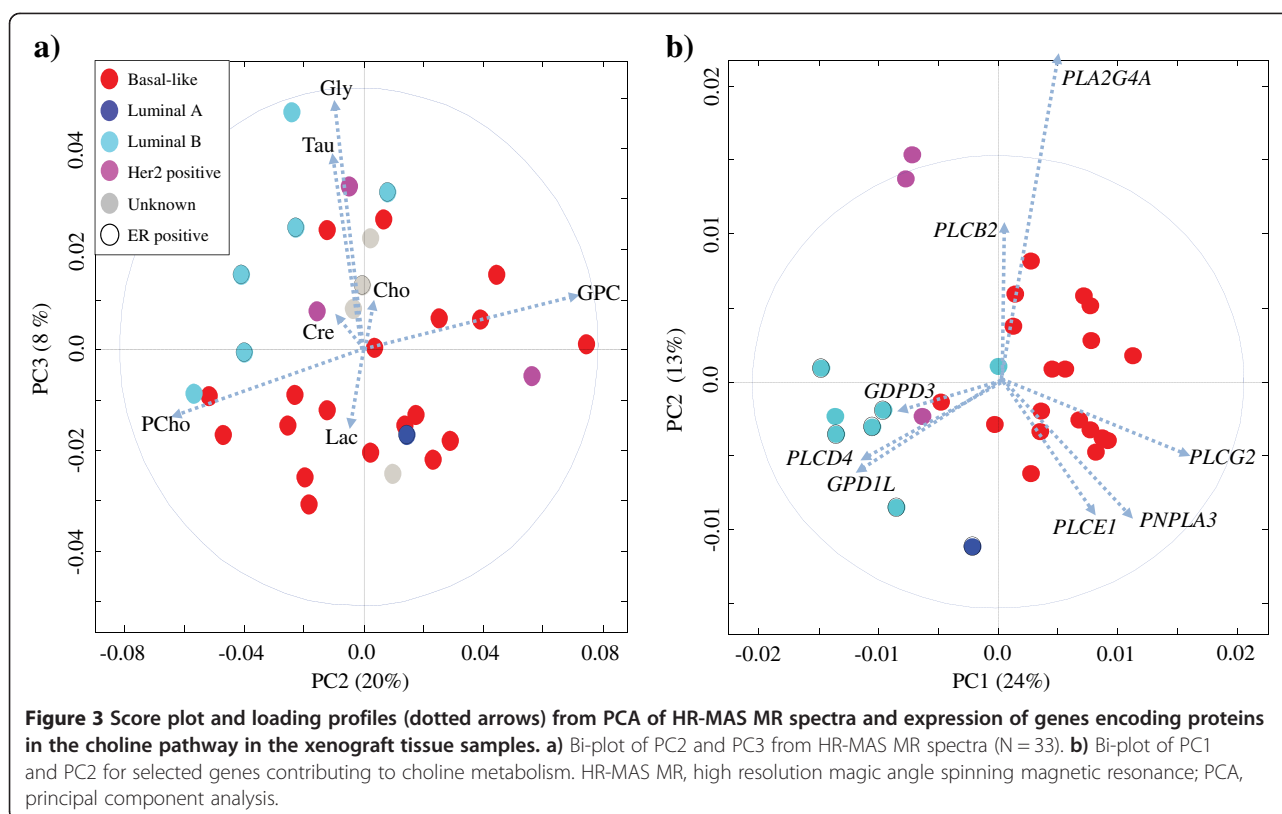 a)
Basal-like
Luminal A
Luminal B
Her2 positive
Unknown
ER positive
Gly
Tau
Cho
GPC
Cre
PCho
Lac
PC3 (8 %)
0.04
0.02
0.0
-0.02
-0.04
-0.08
-0.04
0.0
0.04
0.08
PC2 (20%)
b)
PLA2G4A
PLCB2
GDPD3
PLCD4
GPD1L
PLCG2
PLCE1
PNPLA3
PC2 (13%)
0.02
0.01
0.0
-0.01
-0.02
-0.01
0.0
0.01
0.02
PC1 (24%)
Figure 3 Score plot and loading profiles (dotted arrows) from PCA of HR-MAS MR spectra and expression of genes encoding proteins
in the choline pathway in the xenograft tissue samples. a) Bi-plot of PC2 and PC3 from HR-MAS MR spectra (N = 33). b) Bi-plot of PC1
and PC2 for selected genes contributing to choline metabolism. HR-MAS MR, high resolution magic angle spinning magnetic resonance; PCA,
principal component analysis.